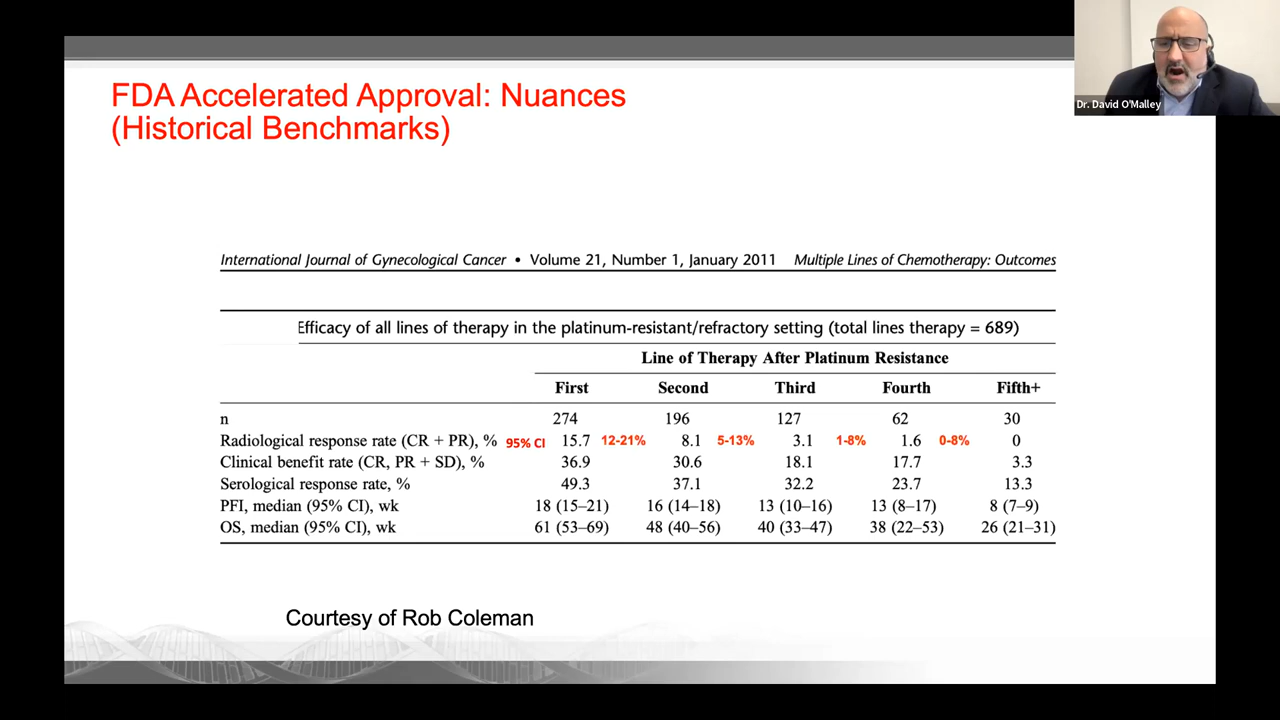 Dr. David O'Malley
FDA Accelerated Approval: Nuances
(Historical Benchmarks)
International Journal of Gynecological Cancer • Volume 21, Number 1, January 2011 Multiple Lines of Chemotherapy: Outcomes
Efficacy of all lines of therapy in the platinum-resistant/refractory setting (total lines therapy = 689)
Line of Therapy After Platinum Resistance
First Second Third Fourth Fifth+
n 274 196 127 62 30
Radiological response rate (CR + PR), % 95% CI 15.7 12-21% 8.1 5-13% 3.1 1-8% 1.6 0-8% 0
Clinical benefit rate (CR, PR + SD), % 36.9 30.6 18.1 17.7 3.3
Serological response rate, % 49.3 37.1 32.2 23.7 13.3
PFI, median (95% CI), wk 18 (15–21) 16 (14–18) 13 (10–16) 13 (8–17) 8 (7–9)
OS, median (95% CI), wk 61 (53–69) 48 (40–56) 40 (33–47) 38 (22–53) 26 (21–31)
Courtesy of Rob Coleman